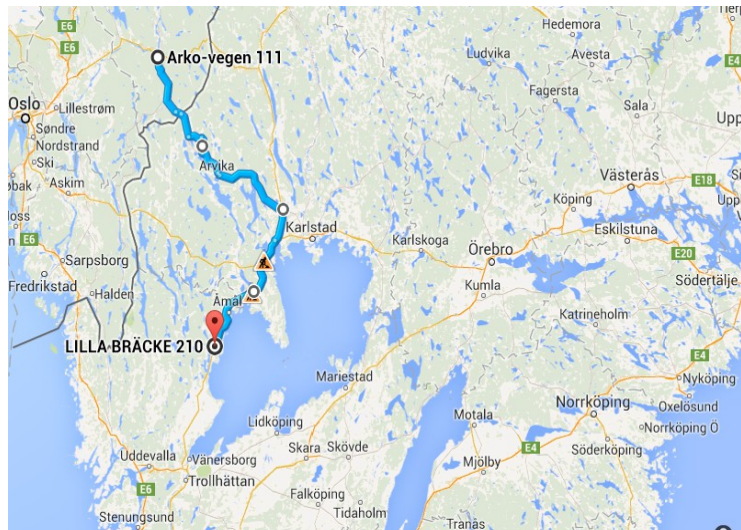 Hedemora
E6
E6
Arko-vegen 111
Ludvika
Avesta
E4
Fagersta
Oslo
Lillestrøm
Sala
Søndre
Nordstrand
Ski
Arvika
Västerås
E18
Askim
Köping
Karlstad
Eskilstuna
E6
Karlskoga
Örebro
E20
Sarpsborg
Södertälje
Fredrikstad
Halden
Kumla
Åmål
Katrineholm
LILLA BRÄCKE 210
E4
Mariestad
Nyköping
Norrköping
Oxelösund
Lidköping
Motala
Norrköping Ö
Skara
Skövde
E4
Söderköping
Uddevalla
Vänersborg
Mjölby
Trollhättan
E6
Falköping
Stenungsund
Tidaholm
Tranås